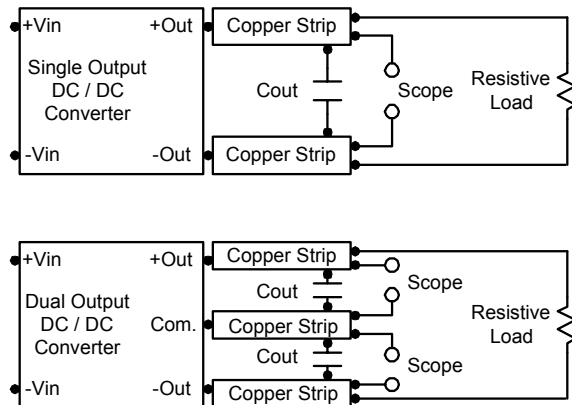 +Vin
+Out
Copper Strip
Single Output
DC / DC
Converter
Cout
Scope
Resistive
Load
-Vin
-Out
Copper Strip
+Vin
+Out
Copper Strip
Cout
Scope
Dual Output
DC / DC
Converter
Com.
Copper Strip
Resistive
Load
Cout
Scope
-Vin
-Out
Copper Strip